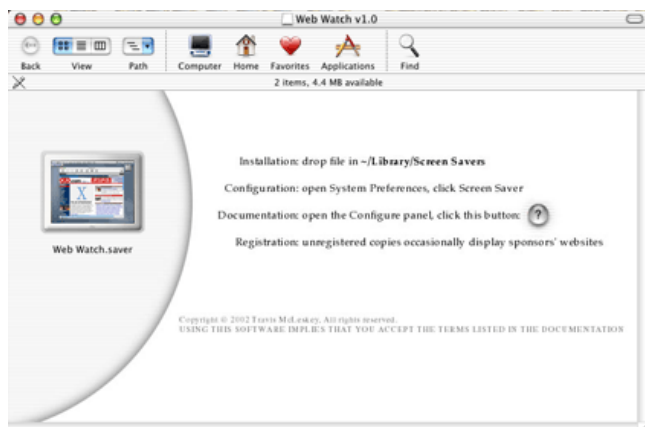 Web Watch v1.0
Back View Path Computer Home Favorites Applications Find
2 items, 4.4 MB available
Installation: drop file in ~/Library/Screen Savers
Configuration: open System Preferences, click Screen Saver
Documentation: open the Configure panel, click this button: ?
Web Watch.saver
Registration: unregistered copies occasionally display sponsors' websites
Copyright © 2002 Travis McLeskey. All rights reserved.
USING THIS SOFTWARE IMPLIES THAT YOU ACCEPT THE TERMS LISTED IN THE DOCUMENTATION